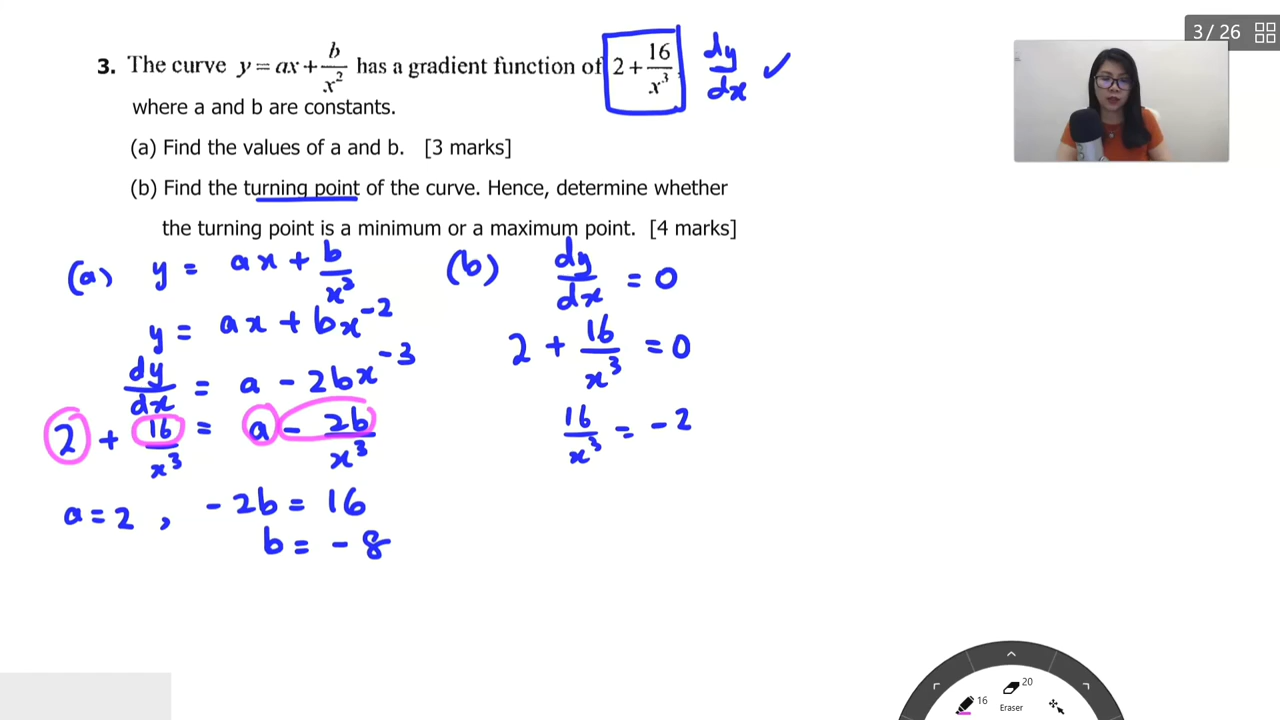 3 / 26
3. The curve y = ax + b/x² has a gradient function of 2 + 16/x³, dy/dx ✓
where a and b are constants.
(a) Find the values of a and b. [3 marks]
(b) Find the turning point of the curve. Hence, determine whether
the turning point is a minimum or a maximum point. [4 marks]
(a) y = ax + b/x²
y = ax + bx⁻²
dy/dx = a - 2bx⁻³
2 + 16/x³ = a - 2b/x³
a = 2 , - 2b = 16
b = - 8
(b) dy/dx = 0
2 + 16/x³ = 0
16/x³ = - 2
16
20
Eraser